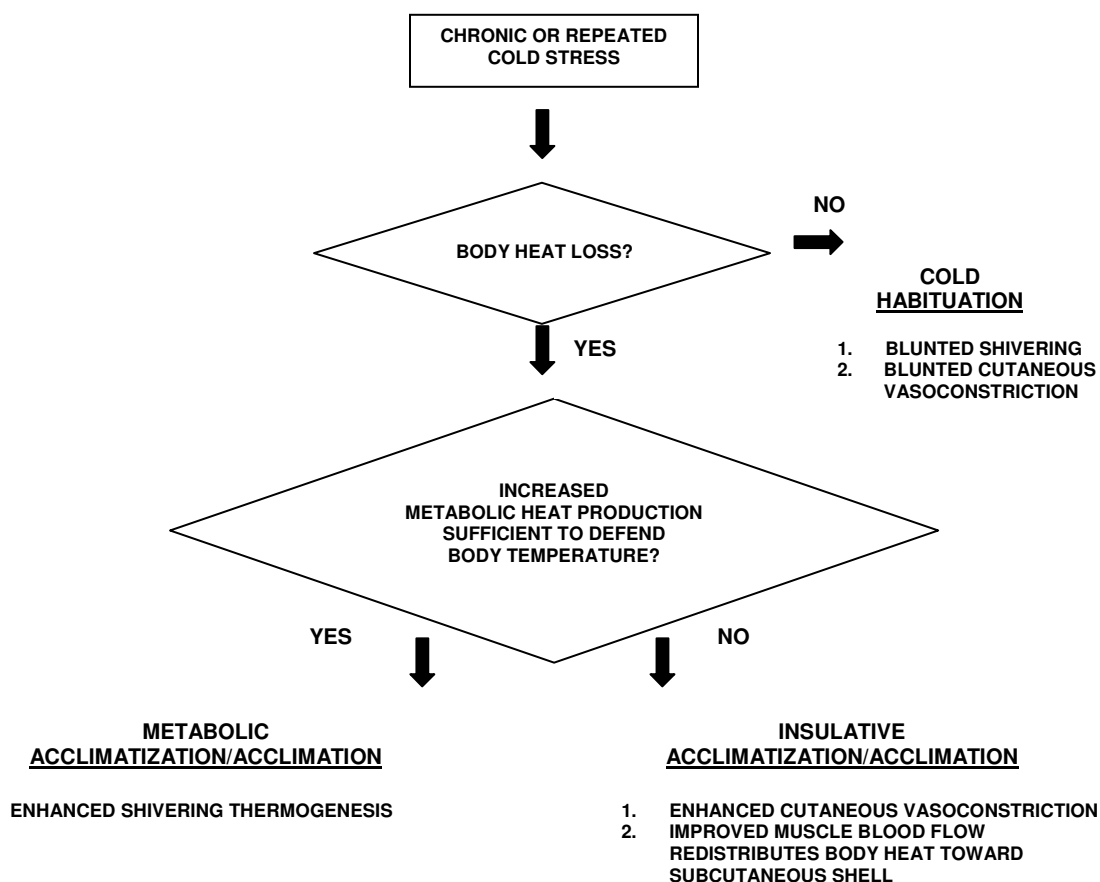 CHRONIC OR REPEATED
COLD STRESS
BODY HEAT LOSS?
NO
COLD
HABITUATION
1. BLUNTED SHIVERING
2. BLUNTED CUTANEOUS
VASOCONSTRICTION
YES
INCREASED
METABOLIC HEAT PRODUCTION
SUFFICIENT TO DEFEND
BODY TEMPERATURE?
YES
NO
METABOLIC
ACCLIMATIZATION/ACCLIMATION
ENHANCED SHIVERING THERMOGENESIS
INSULATIVE
ACCLIMATIZATION/ACCLIMATION
1. ENHANCED CUTANEOUS VASOCONSTRICTION
2. IMPROVED MUSCLE BLOOD FLOW
REDISTRIBUTES BODY HEAT TOWARD
SUBCUTANEOUS SHELL